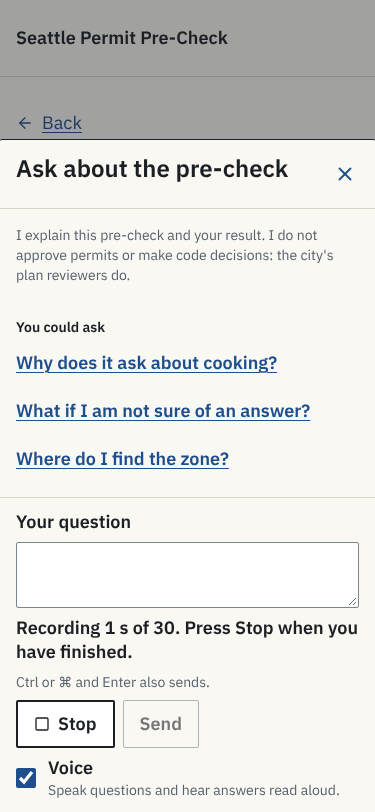 Seattle Permit Pre-Check
Back
Ask about the pre-check
I explain this pre-check and your result. I do not
approve permits or make code decisions: the city's
plan reviewers do.
You could ask
Why does it ask about cooking?
What if I am not sure of an answer?
Where do I find the zone?
Your question
Recording 1 s of 30. Press Stop when you
have finished.
Ctrl or ⌘ and Enter also sends.
Stop
Send
Voice
Speak questions and hear answers read aloud.